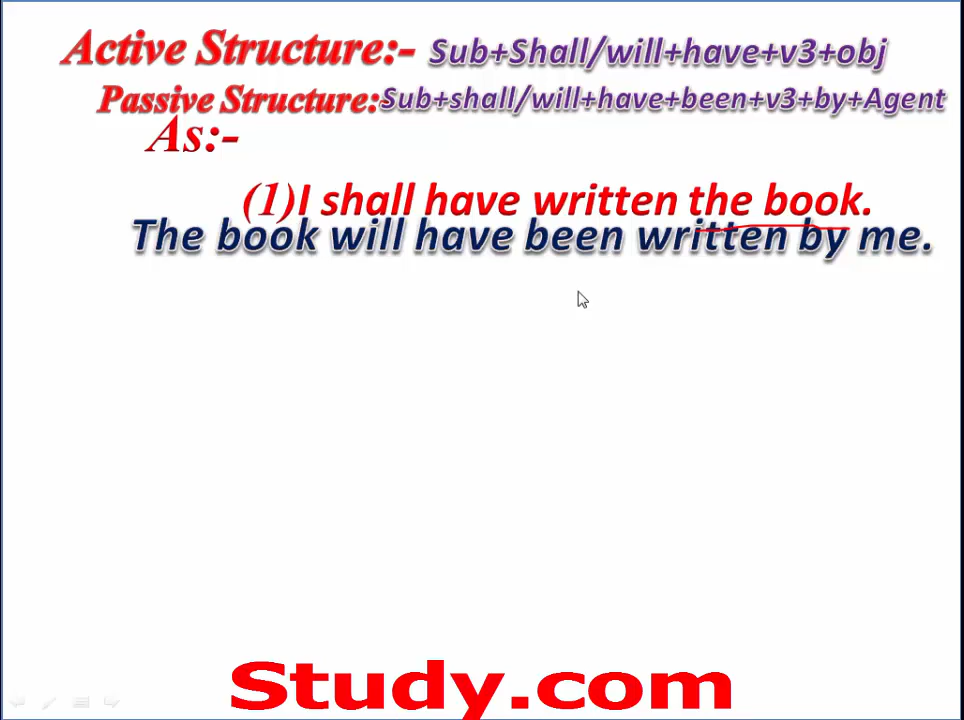 Active Structure:- Sub+Shall/will+have+v3+obj
Passive Structure:Sub+shall/will+have+been+v3+by+Agent
As:-
(1)I shall have written the book.
The book will have been written by me.
Study.com